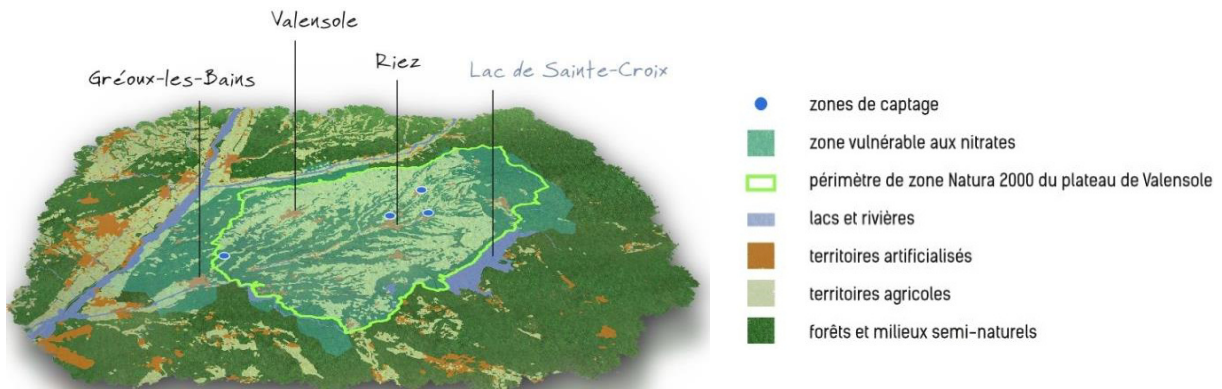 Valensole
Riez
Gréoux-les-Bains
Lac de Sainte-Croix
zones de captage
zone vulnérable aux nitrates
périmètre de zone Natura 2000 du plateau de Valensole
lacs et rivières
territoires artificialisés
territoires agricoles
forêts et milieux semi-naturels